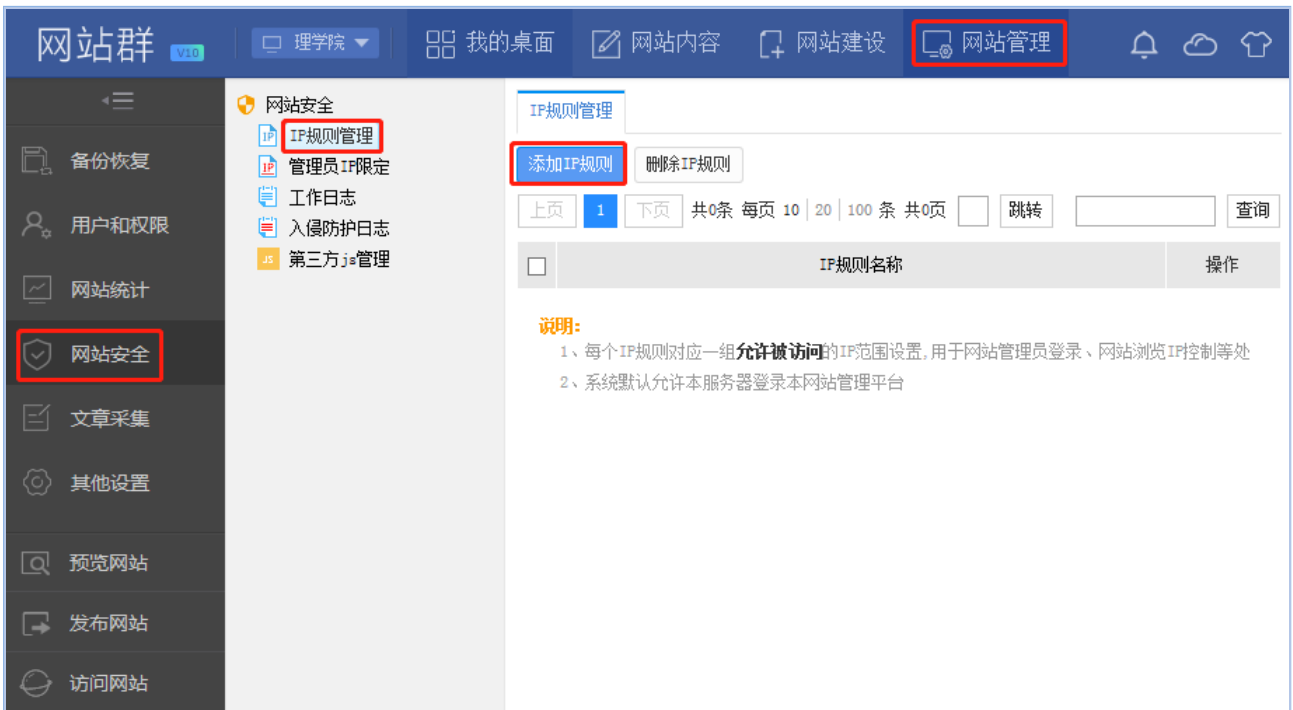 网站群 V10 理学院 我的桌面 网站内容 网站建设 网站管理
备份恢复
用户和权限
网站统计
网站安全
文章采集
其他设置
预览网站
发布网站
访问网站
网站安全
IP IP规则管理
IP 管理员IP限定
工作日志
入侵防护日志
JS 第三方js管理
IP规则管理
添加IP规则 删除IP规则
上页 1 下页 共0条 每页 10 | 20 | 100 条 共0页 跳转 查询
IP规则名称 操作
说明:
1、每个IP规则对应一组允许被访问的IP范围设置,用于网站管理员登录、网站浏览IP控制等处
2、系统默认允许本服务器登录本网站管理平台